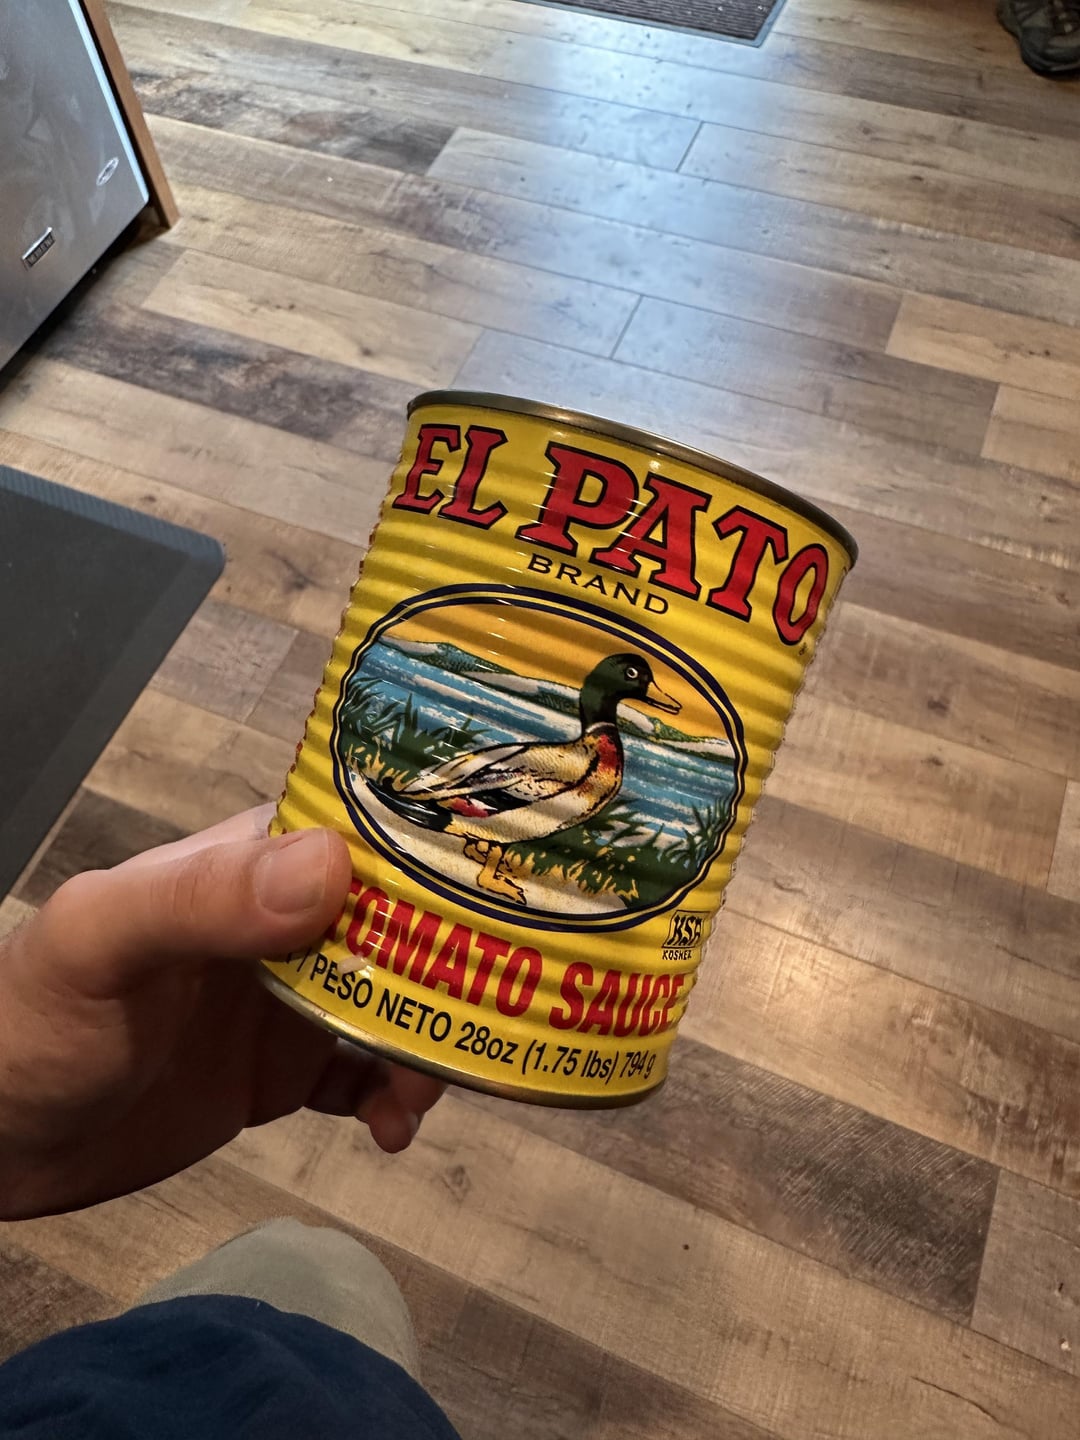 EL PATO
BRAND
KSA
KOSHER
TOMATO SAUCE
/ PESO NETO 28oz (1.75 lbs) 794 g